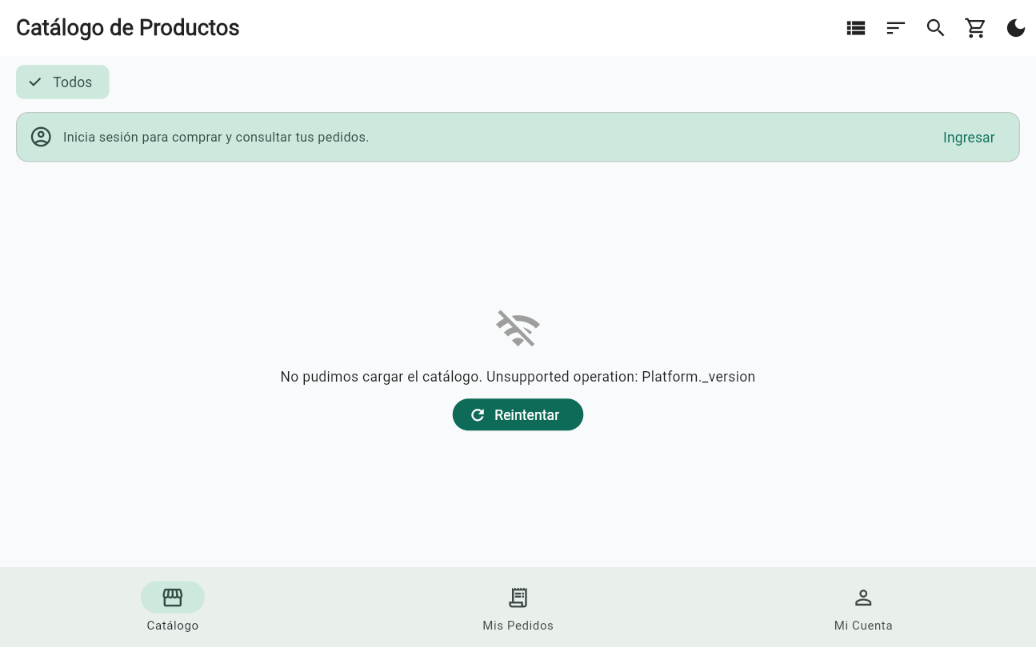 Catálogo de Productos
Todos
Inicia sesión para comprar y consultar tus pedidos.
Ingresar
No pudimos cargar el catálogo. Unsupported operation: Platform._version
Reintentar
Catálogo
Mis Pedidos
Mi Cuenta